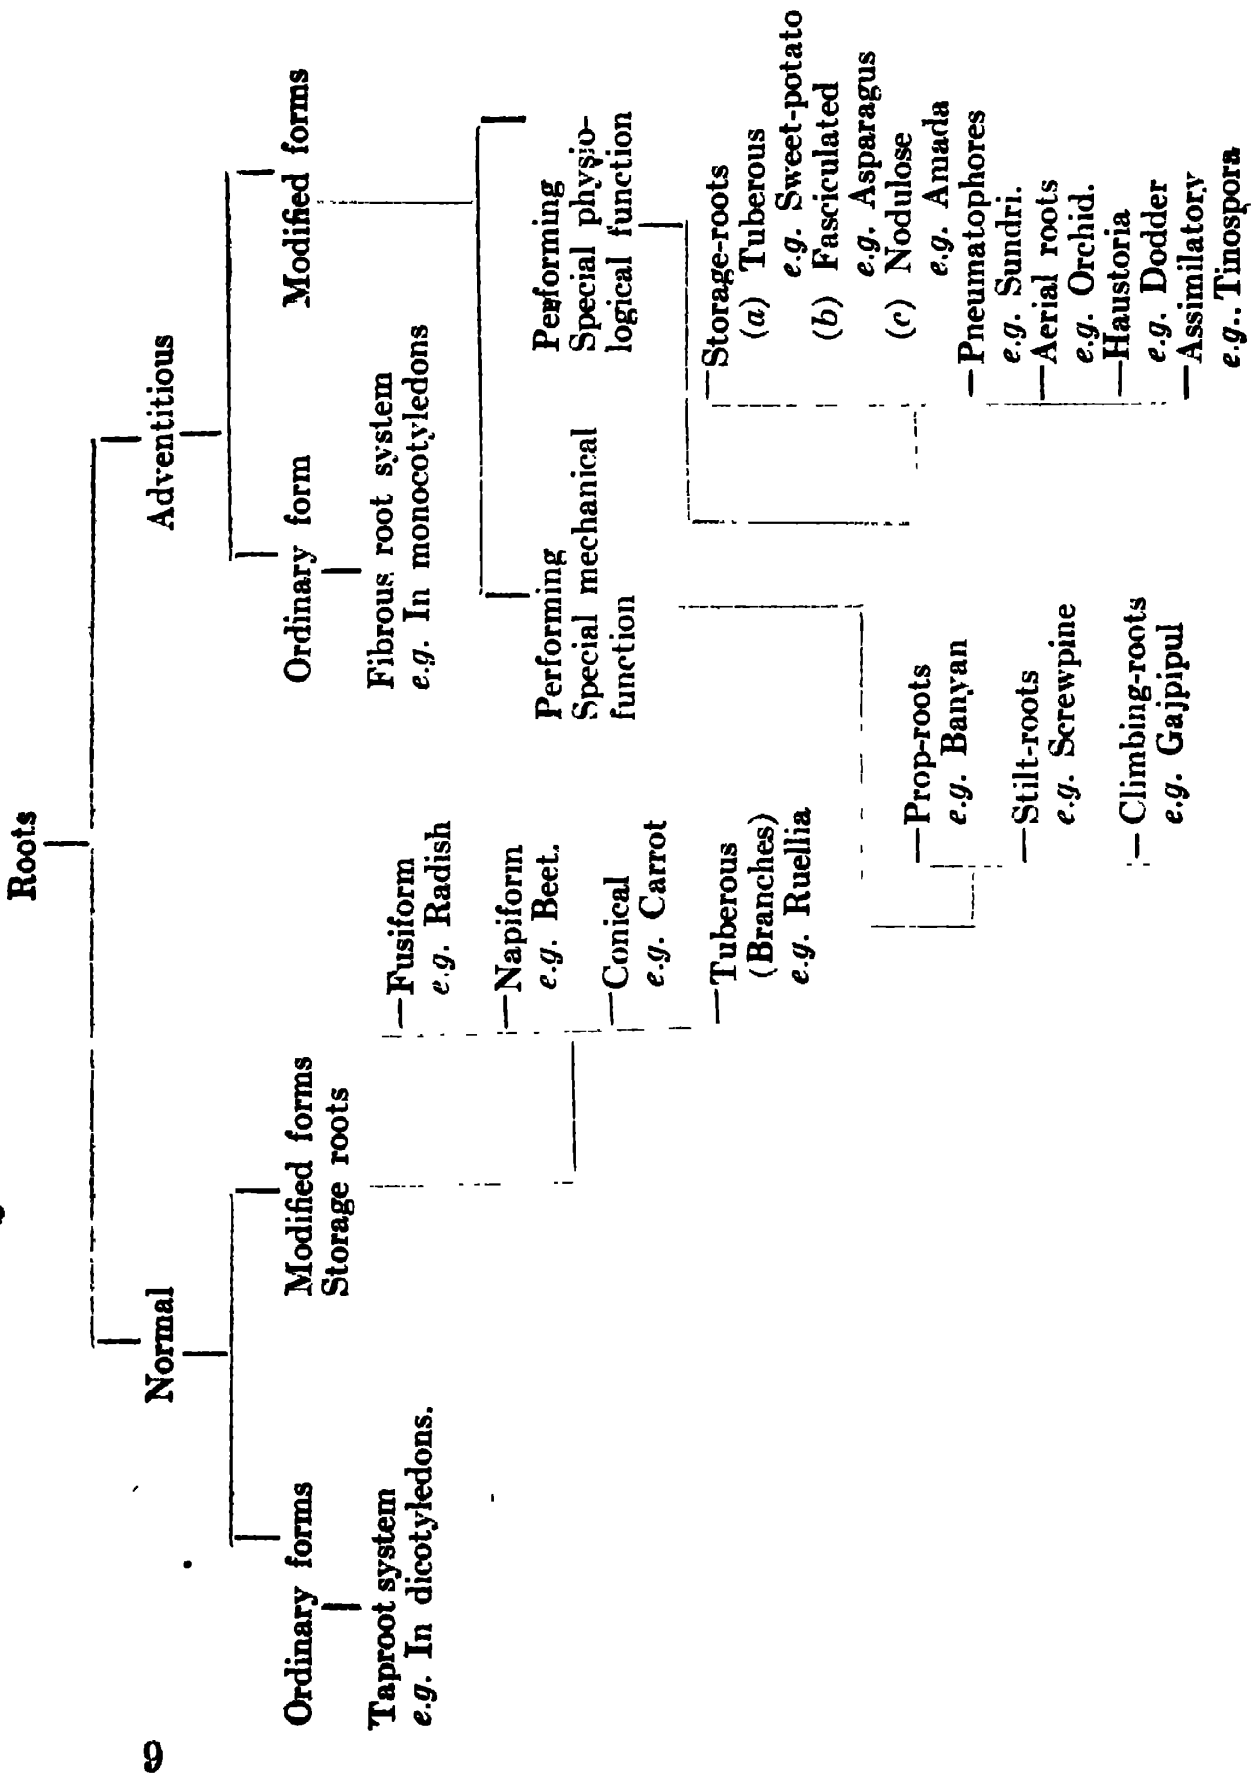 Roots
Normal
Adventitious
Ordinary forms
Modified forms
Storage roots
Ordinary form
Modified forms
Taproot system
e.g. In dicotyledons.
Fusiform
e.g. Radish
Napiform
e.g. Beet.
Conical
e.g. Carrot
Tuberous
(Branches)
e.g. Ruellia
Fibrous root system
e.g. In monocotyledons
Performing
Special mechanical
function
Performing
Special physio-
logical function
Prop-roots
e.g. Banyan
Stilt-roots
e.g. Screwpine
Climbing-roots
e.g. Gajpipul
Storage-roots
(a) Tuberous
e.g. Sweet-potato
(b) Fasciculated
e.g. Asparagus
(c) Nodulose
e.g. Amada
Pneumatophores
e.g. Sundri.
Aerial roots
e.g. Orchid.
Haustoria
e.g. Dodder
Assimilatory
e.g.. Tinospora
9